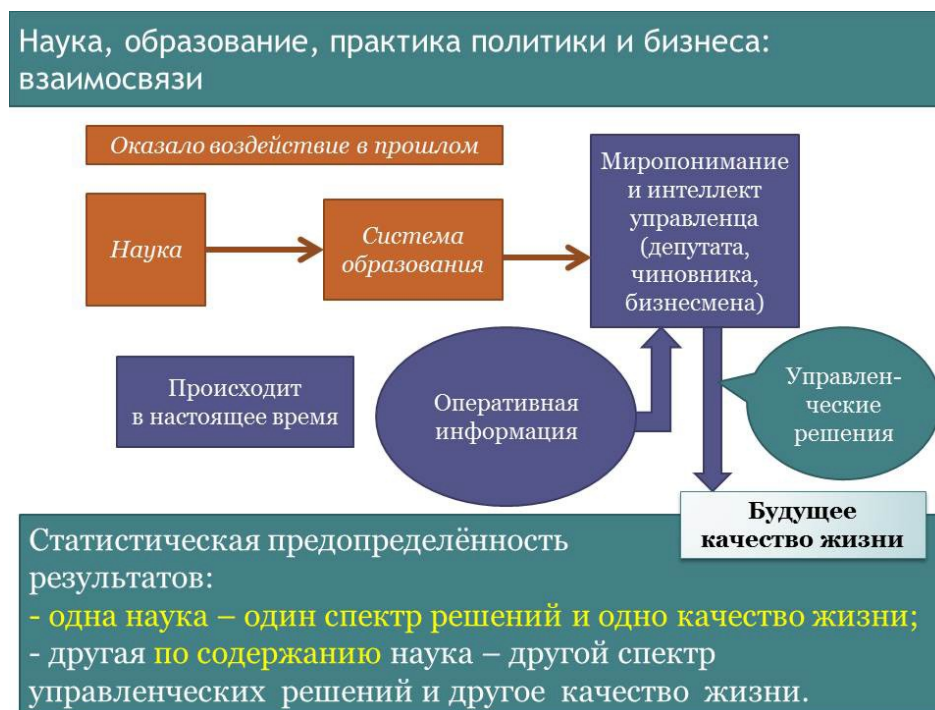 Наука, образование, практика политики и бизнеса:
взаимосвязи
Оказало воздействие в прошлом
Наука
Система
образования
Миропонимание
и интеллект
управленца
(депутата,
чиновника,
бизнесмена)
Происходит
в настоящее время
Оперативная
информация
Управлен-
ческие
решения
Будущее
качество жизни
Статистическая предопределённость
результатов:
- одна наука – один спектр решений и одно качество жизни;
- другая по содержанию наука – другой спектр
управленческих решений и другое качество жизни.